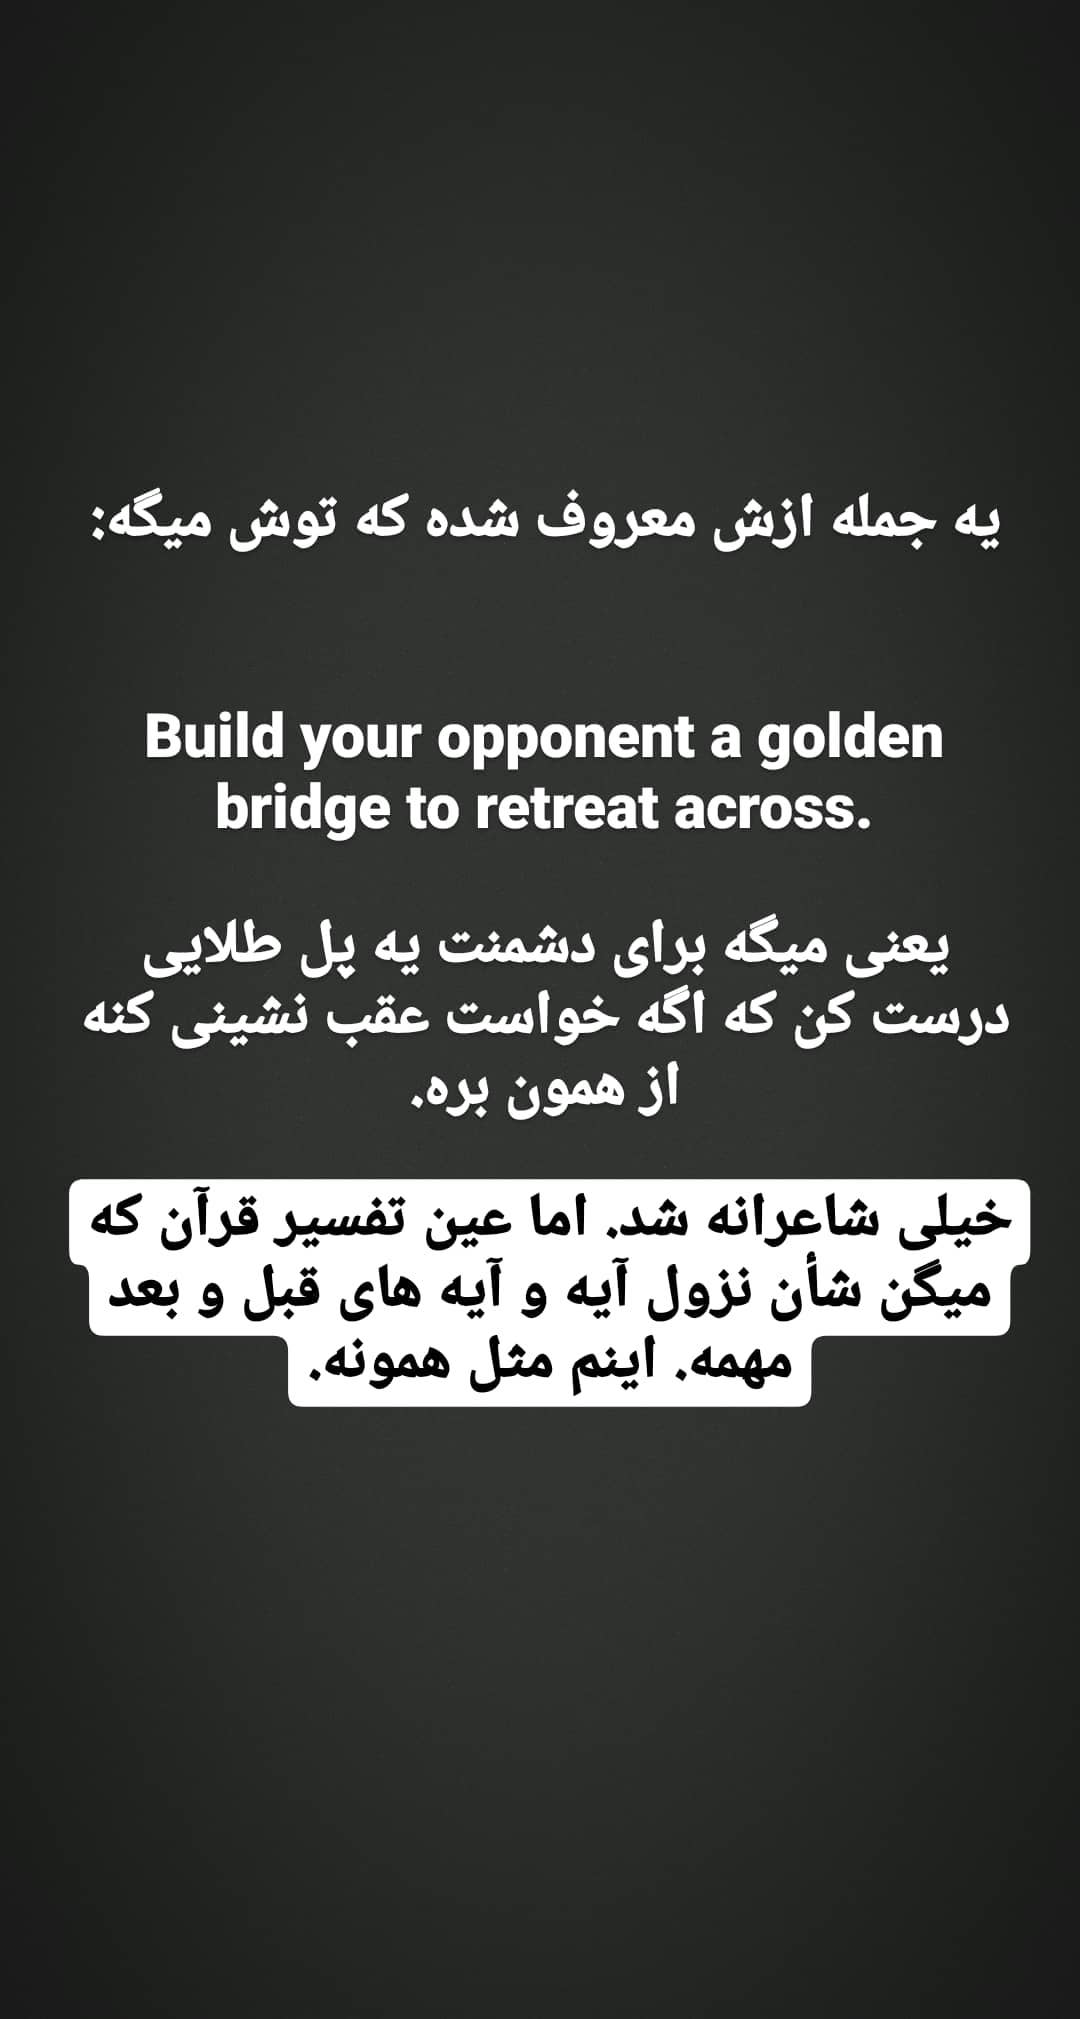 یه جمله ازش معروف شده که توش میگه:
Build your opponent a golden
bridge to retreat across.
یعنی میگه برای دشمنت یه پل طلایی
درست کن که اگه خواست عقب نشینی کنه
از همون بره.
خیلی شاعرانه شد. اما عین تفسیر قرآن که
میگن شأن نزول آیه و آیه های قبل و بعد
مهمه. اینم مثل همونه.